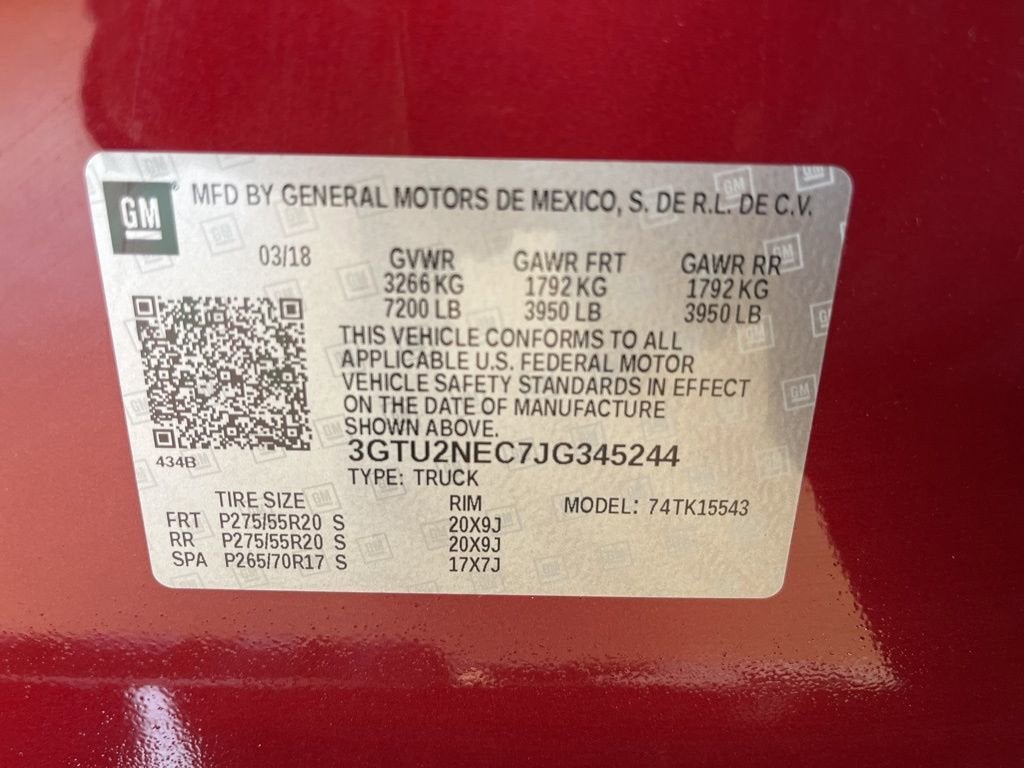 GM® MFD BY GENERAL MOTORS DE MEXICO, S. DE R.L. DE C.V.
03/18 GVWR GAWR FRT GAWR RR
3266 KG 1792 KG 1792 KG
7200 LB 3950 LB 3950 LB
THIS VEHICLE CONFORMS TO ALL
APPLICABLE U.S. FEDERAL MOTOR
VEHICLE SAFETY STANDARDS IN EFFECT
ON THE DATE OF MANUFACTURE
SHOWN ABOVE.
434B
3GTU2NEC7JG345244
TYPE: TRUCK
TIRE SIZE RIM MODEL: 74TK15543
FRT P275/55R20 S 20X9J
RR P275/55R20 S 20X9J
SPA P265/70R17 S 17X7J